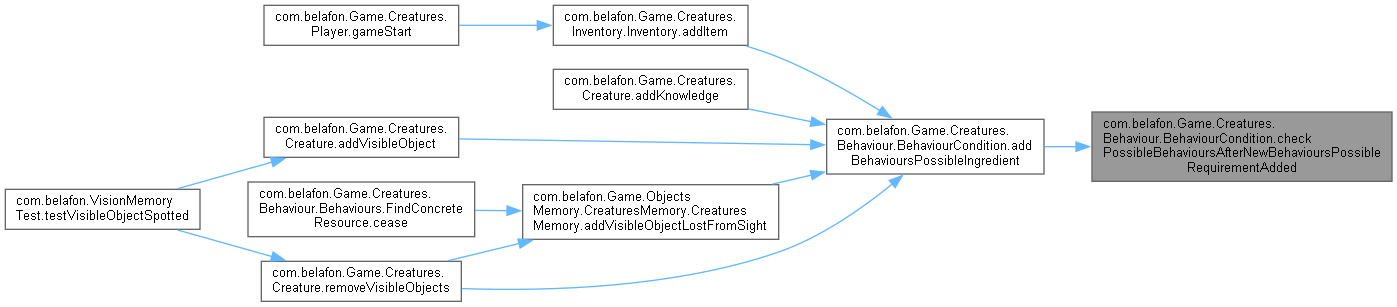 com.belafon.Game.Creatures.
Player.gameStart
com.belafon.Game.Creatures.
Inventory.Inventory.addItem
com.belafon.Game.Creatures.
Creature.addKnowledge
com.belafon.Game.Creatures.
Creature.addVisibleObject
com.belafon.VisionMemory
Test.testVisibleObjectSpotted
com.belafon.Game.Creatures.
Behaviour.Behaviours.FindConcrete
Resource.cease
com.belafon.Game.Objects
Memory.CreaturesMemory.Creatures
Memory.addVisibleObjectLostFromSight
com.belafon.Game.Creatures.
Creature.removeVisibleObjects
com.belafon.Game.Creatures.
Behaviour.BehaviourCondition.add
BehavioursPossibleIngredient
com.belafon.Game.Creatures.
Behaviour.BehaviourCondition.check
PossibleBehavioursAfterNewBehavioursPossible
RequirementAdded